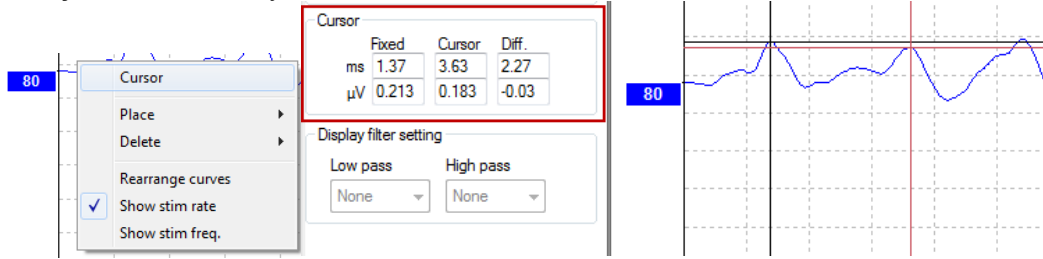 80
Cursor
Place
Delete
Rearrange curves
Show stim rate
Show stim freq.
Cursor
Fixed Cursor Diff.
ms 1.37 3.63 2.27
µV 0.213 0.183 -0.03
Display filter setting
Low pass High pass
None None
80